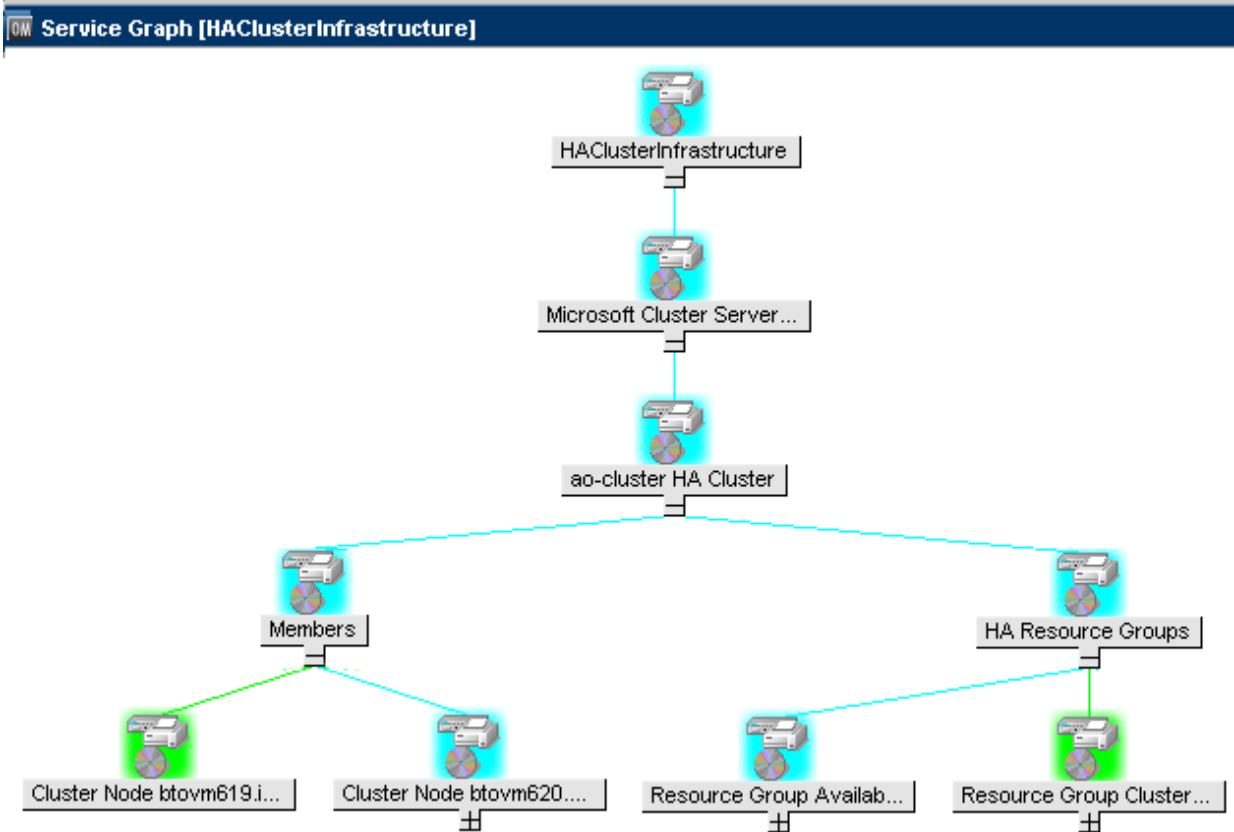 OM Service Graph [HAClusterInfrastructure]
HAClusterInfrastructure
Microsoft Cluster Server...
ao-cluster HA Cluster
Members
HA Resource Groups
Cluster Node btovm619.i...
Cluster Node btovm620....
Resource Group Availab...
Resource Group Cluster...